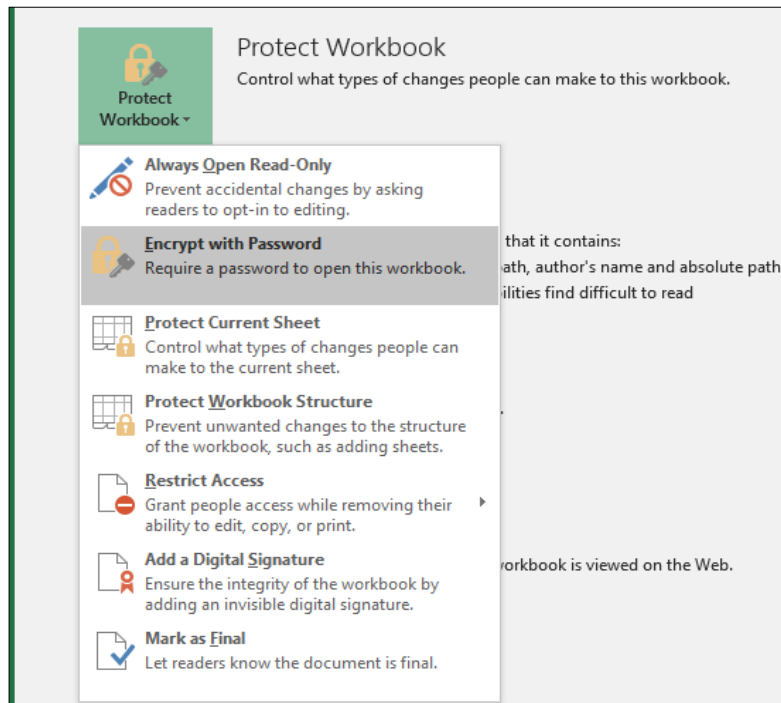 Protect Workbook
Control what types of changes people can make to this workbook.
Protect
Workbook
Always Open Read-Only
Prevent accidental changes by asking
readers to opt-in to editing.
Encrypt with Password
Require a password to open this workbook.
Protect Current Sheet
Control what types of changes people can
make to the current sheet.
Protect Workbook Structure
Prevent unwanted changes to the structure
of the workbook, such as adding sheets.
Restrict Access
Grant people access while removing their
ability to edit, copy, or print.
Add a Digital Signature
Ensure the integrity of the workbook by
adding an invisible digital signature.
Mark as Final
Let readers know the document is final.
that it contains:
author's name and absolute path
find difficult to read
.
is viewed on the Web.